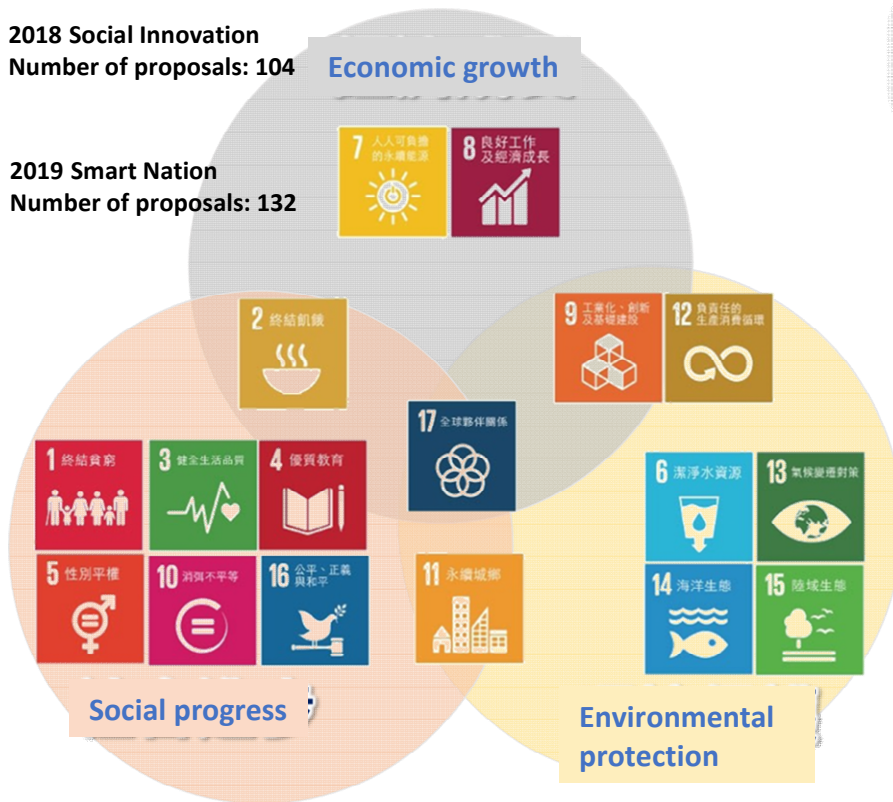 2018 Social Innovation
Number of proposals: 104
Economic growth
2019 Smart Nation
Number of proposals: 132
7 人人可負擔
的永續能源
8 良好工作
及經濟成長
2 終結飢餓
9 工業化、創新
及基礎建設
12 負責任的
生產消費循環
17 全球夥伴關係
1 終結貧窮
3 健全生活品質
4 優質教育
6 潔淨水資源
13 氣候變遷對策
5 性別平權
10 消弭不平等
16 公平、正義
與和平
11 永續城鄉
14 海洋生態
15 陸域生態
Social progress
Environmental
protection